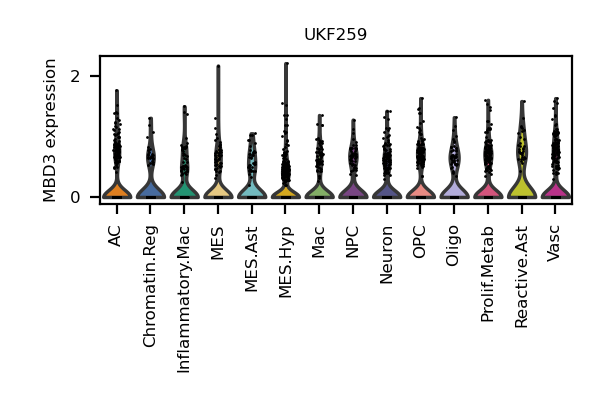 UKF259
MBD3 expression
2
0
AC
Chromatin.Reg
Inflammatory.Mac
MES
MES.Ast
MES.Hyp
Mac
NPC
Neuron
OPC
Oligo
Prolif.Metab
Reactive.Ast
Vasc